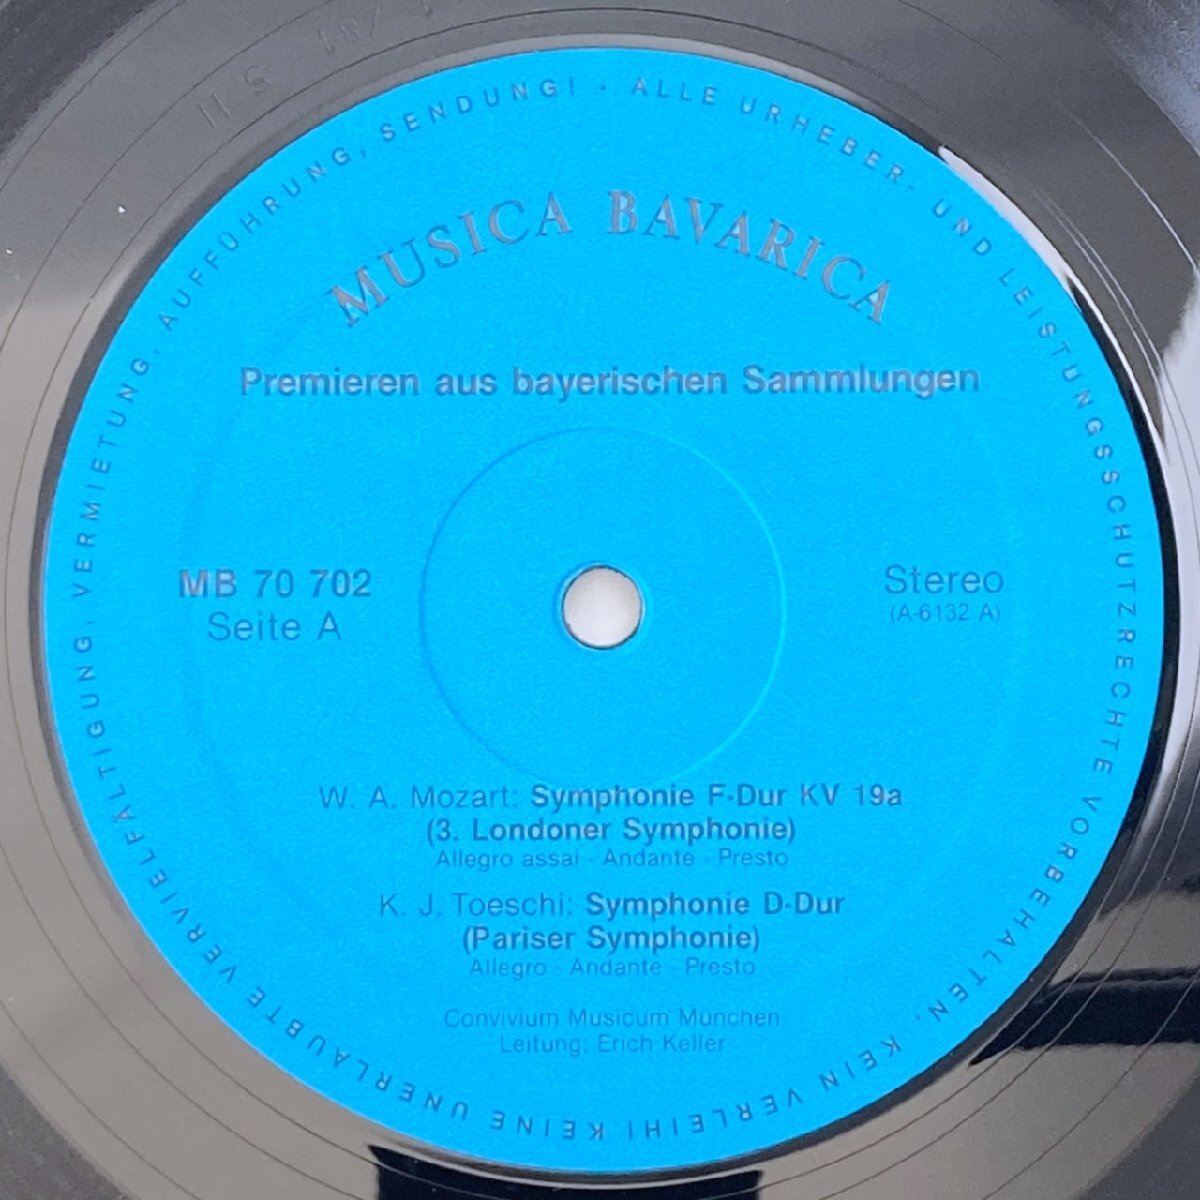 ALLE URHEBER- UND LEISTUNGSSCHUTZRECHTE VORBEHALTEN, KEIN VERLEIH! KEINE UNERLAUBTE VERVIELFÄLTIGUNG, VERMIETUNG, AUFFÜHRUNG, SENDUNG! ·
MUSICA BAVARICA
Premieren aus bayerischen Sammlungen
MB 70 702
Seite A
Stereo
(A-6132 A)
W. A. Mozart: Symphonie F-Dur KV 19a
(3. Londoner Symphonie)
Allegro assai - Andante - Presto
K. J. Toeschi: Symphonie D-Dur
(Pariser Symphonie)
Allegro - Andante - Presto
Convivium Musicum München
Leitung: Erich Keller